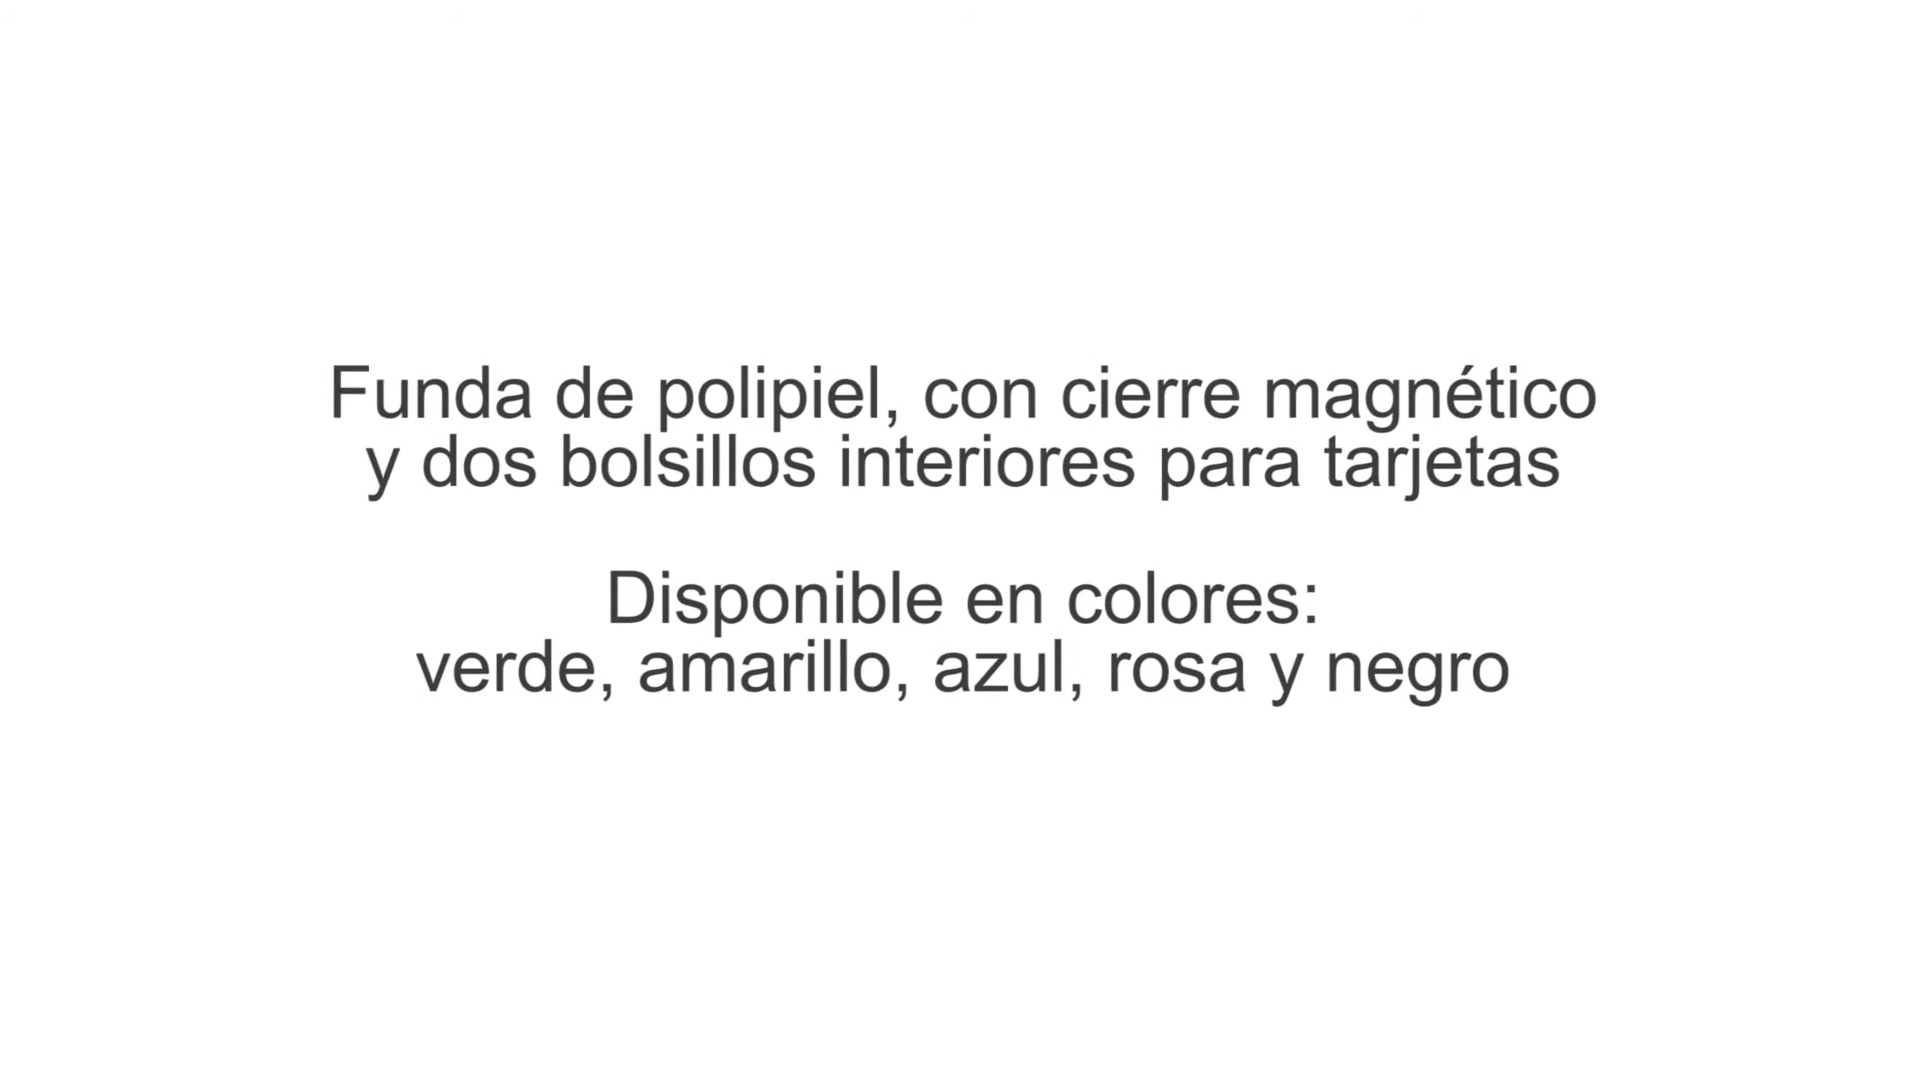 Funda de polipiel, con cierre magnético
y dos bolsillos interiores para tarjetas
Disponible en colores:
verde, amarillo, azul, rosa y negro